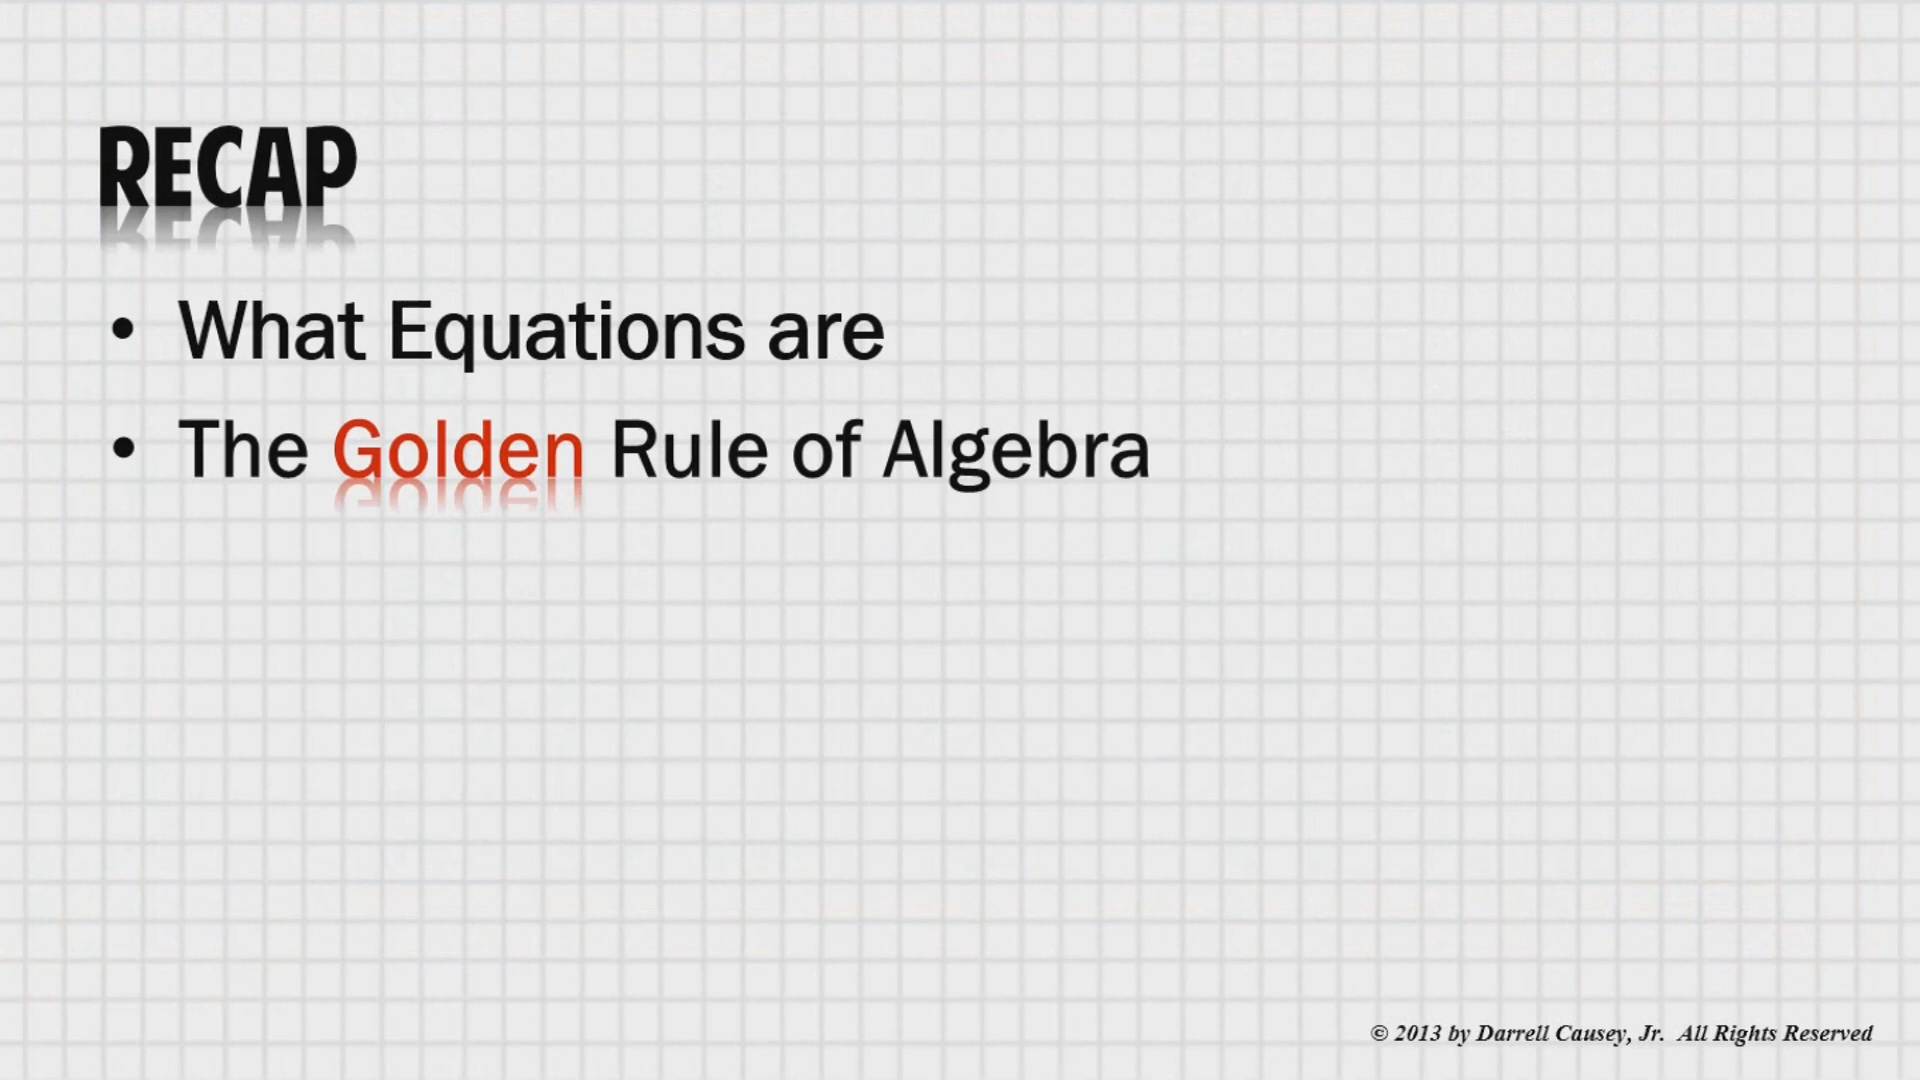 RECAP
• What Equations are
• The Golden Rule of Algebra
© 2013 by Darrell Causey, Jr. All Rights Reserved